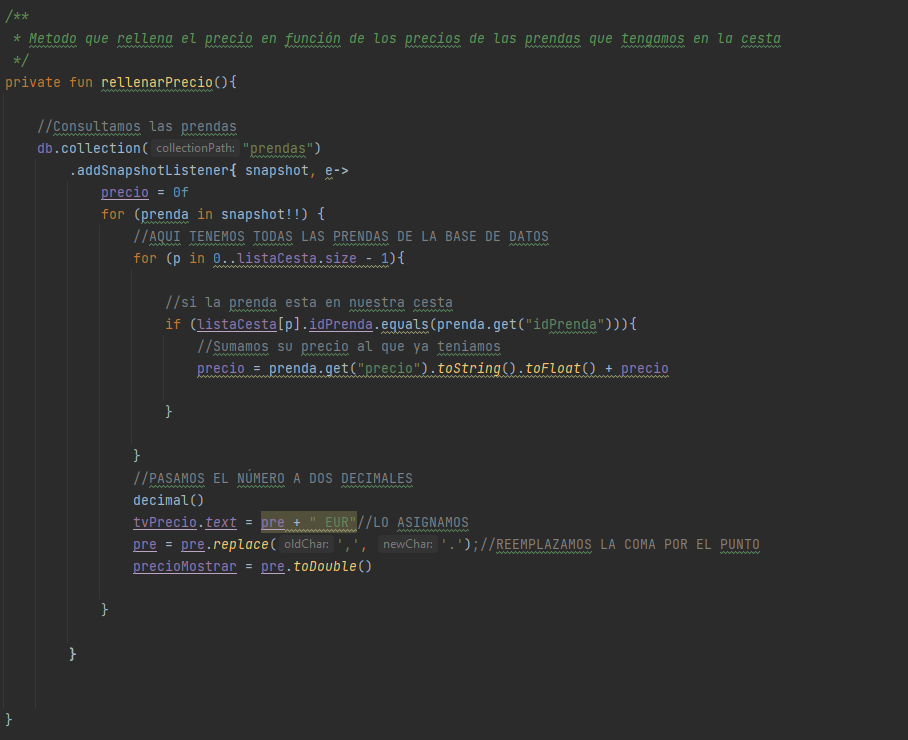 /**
 * Metodo que rellena el precio en función de los precios de las prendas que tengamos en la cesta
 */
private fun rellenarPrecio(){
//Consultamos las prendas
db.collection( collectionPath: "prendas")
.addSnapshotListener{ snapshot, e->
precio = 0f
for (prenda in snapshot!!) {
//AQUI TENEMOS TODAS LAS PRENDAS DE LA BASE DE DATOS
for (p in 0..listaCesta.size - 1){
//si la prenda esta en nuestra cesta
if (listaCesta[p].idPrenda.equals(prenda.get("idPrenda"))){
//Sumamos su precio al que ya teniamos
precio = prenda.get("precio").toString().toFloat() + precio
}
}
//PASAMOS EL NÚMERO A DOS DECIMALES
decimal()
tvPrecio.text = pre + " EUR"//LO ASIGNAMOS
pre = pre.replace( oldChar: ',', newChar: '.');//REEMPLAZAMOS LA COMA POR EL PUNTO
precioMostrar = pre.toDouble()
}
}
}